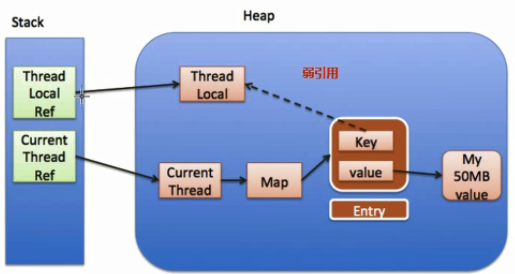 Stack
Heap
Thread
Local
Ref
Thread
Local
弱引用
Current
Thread
Ref
Current
Thread
Map
Key
value
My
50MB
value
Entry